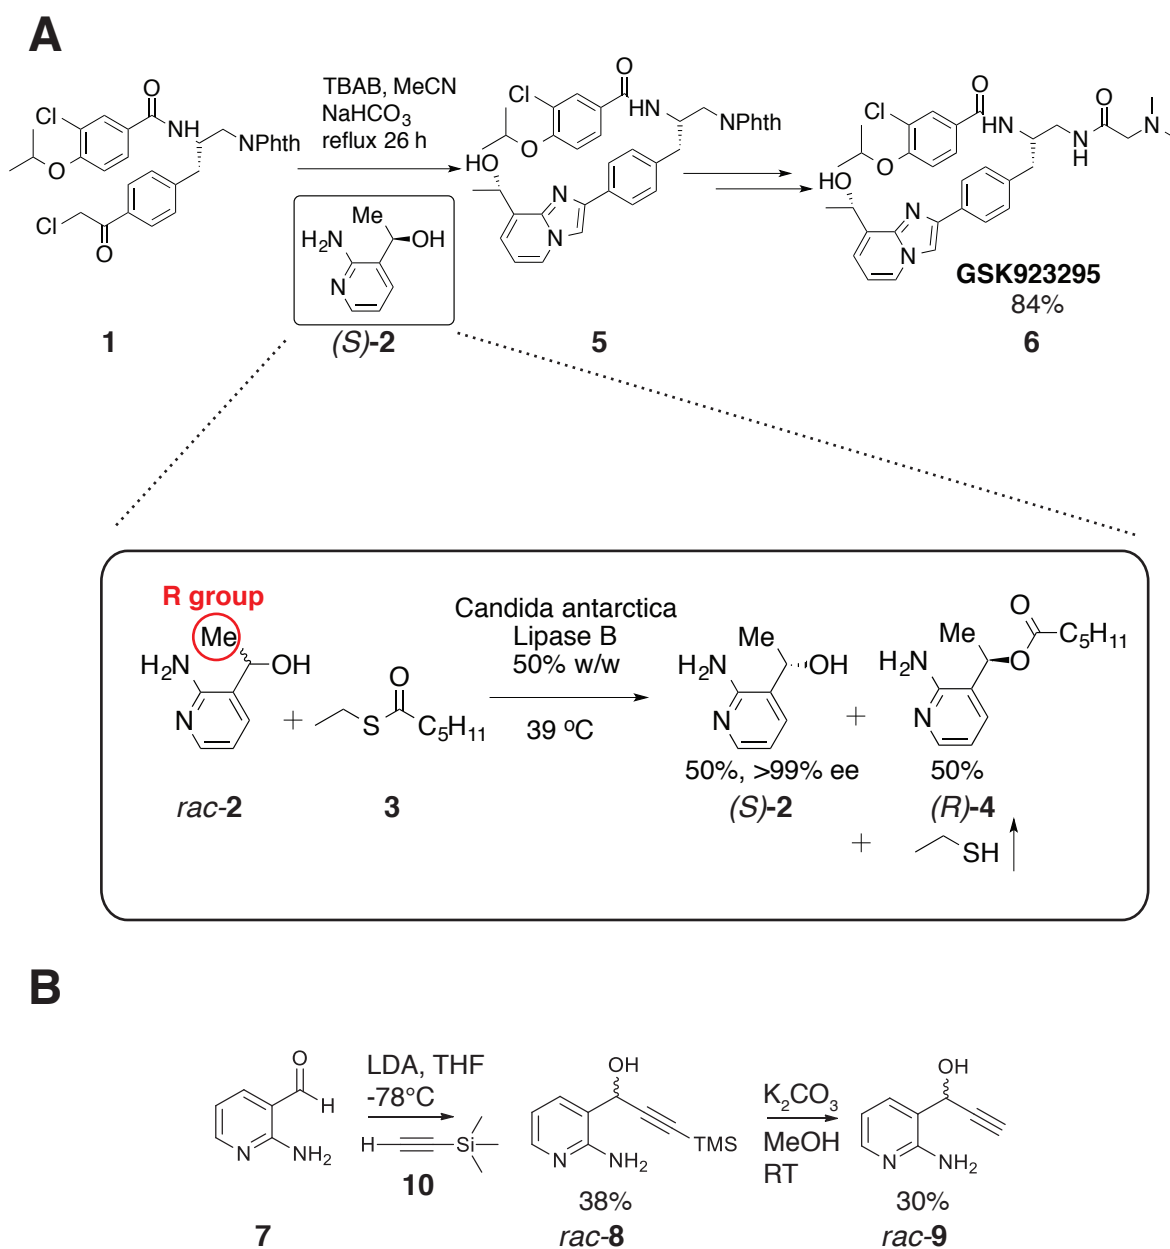 A
TBAB, MeCN
NaHCO₃
reflux 26 h
O
Cl
NH
NPhth
O
Cl
O
Me
H₂N
OH
N
O
Cl
HN
NPhth
O
HO
N
N
O
Cl
HN
O
N
H
N
O
HO
N
N
GSK923295
84%
1
(S)-2
5
6
R group
Me
H₂N
OH
N
+
O
S
C₅H₁₁
Candida antarctica
Lipase B
50% w/w
39 ºC
Me
H₂N
OH
N
+
O
Me
C₅H₁₁
H₂N
O
N
50%, >99% ee
50%
rac-2
3
(S)-2
(R)-4
+
SH
B
O
H
N
NH₂
LDA, THF
-78°C
H
Si
10
OH
TMS
N
NH₂
38%
K₂CO₃
MeOH
RT
OH
N
NH₂
30%
7
rac-8
rac-9